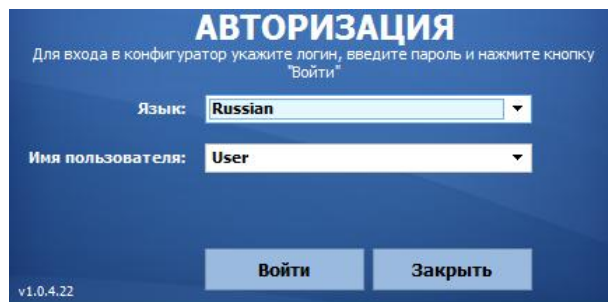 АВТОРИЗАЦИЯ
Для входа в конфигуратор укажите логин, введите пароль и нажмите кнопку
"Войти"
Язык: Russian
Имя пользователя: User
Войти Закрыть
v1.0.4.22